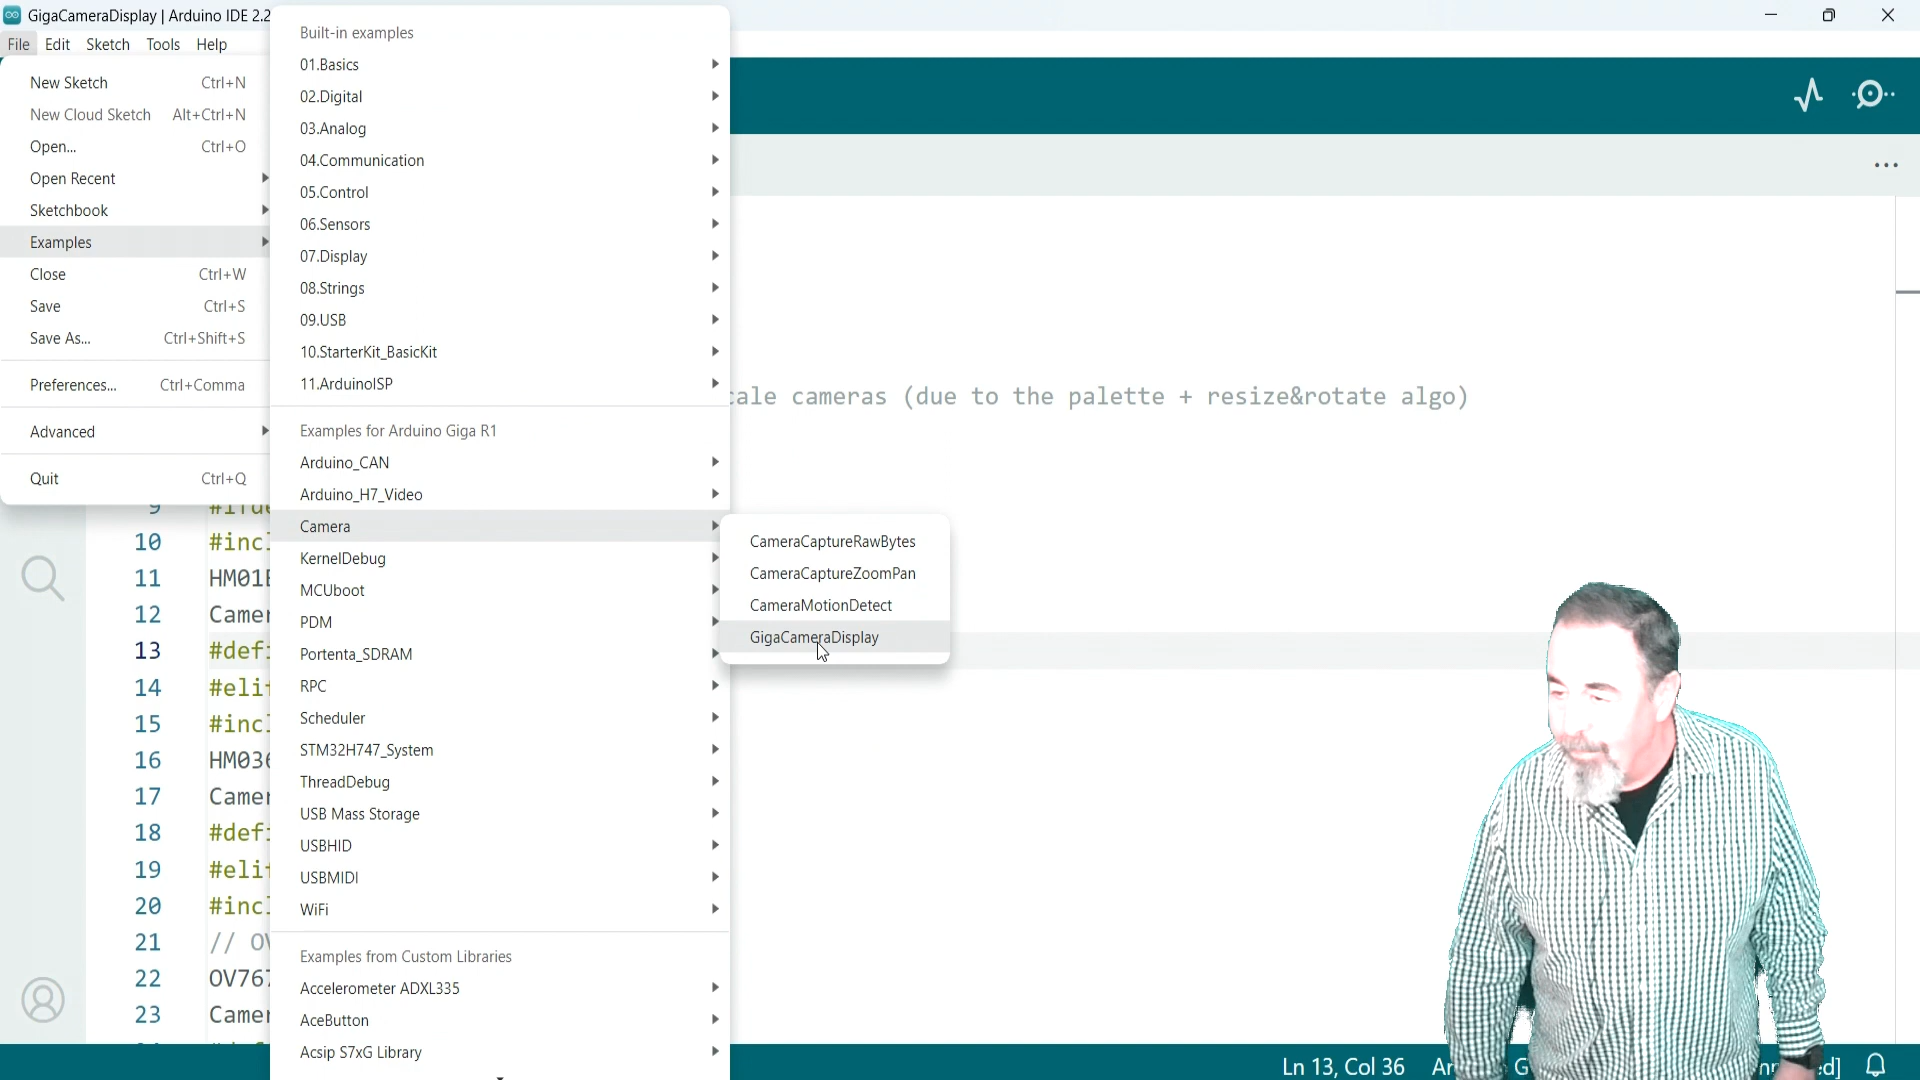 GigaCameraDisplay | Arduino IDE 2.2
File Edit Sketch Tools Help
New Sketch Ctrl+N
New Cloud Sketch Alt+Ctrl+N
Open... Ctrl+O
Open Recent
Sketchbook
Examples
Close Ctrl+W
Save Ctrl+S
Save As... Ctrl+Shift+S
Preferences... Ctrl+Comma
Advanced
Quit Ctrl+Q
Built-in examples
01.Basics
02.Digital
03.Analog
04.Communication
05.Control
06.Sensors
07.Display
08.Strings
09.USB
10.StarterKit_BasicKit
11.ArduinoISP
Examples for Arduino Giga R1
Arduino_CAN
Arduino_H7_Video
Camera
KernelDebug
MCUboot
PDM
Portenta_SDRAM
RPC
Scheduler
STM32H747_System
ThreadDebug
USB Mass Storage
USBHID
USBMIDI
WiFi
Examples from Custom Libraries
Accelerometer ADXL335
AceButton
Acsip S7xG Library
CameraCaptureRawBytes
CameraCaptureZoomPan
CameraMotionDetect
GigaCameraDisplay
cale cameras (due to the palette + resize&rotate algo)
9
10 #incl
11 HM01
12 Camer
13 #def
14 #eli
15 #incl
16 HM03
17 Camer
18 #def
19 #eli
20 #incl
21 // OV
22 OV767
23 Camer
Ln 13, Col 36